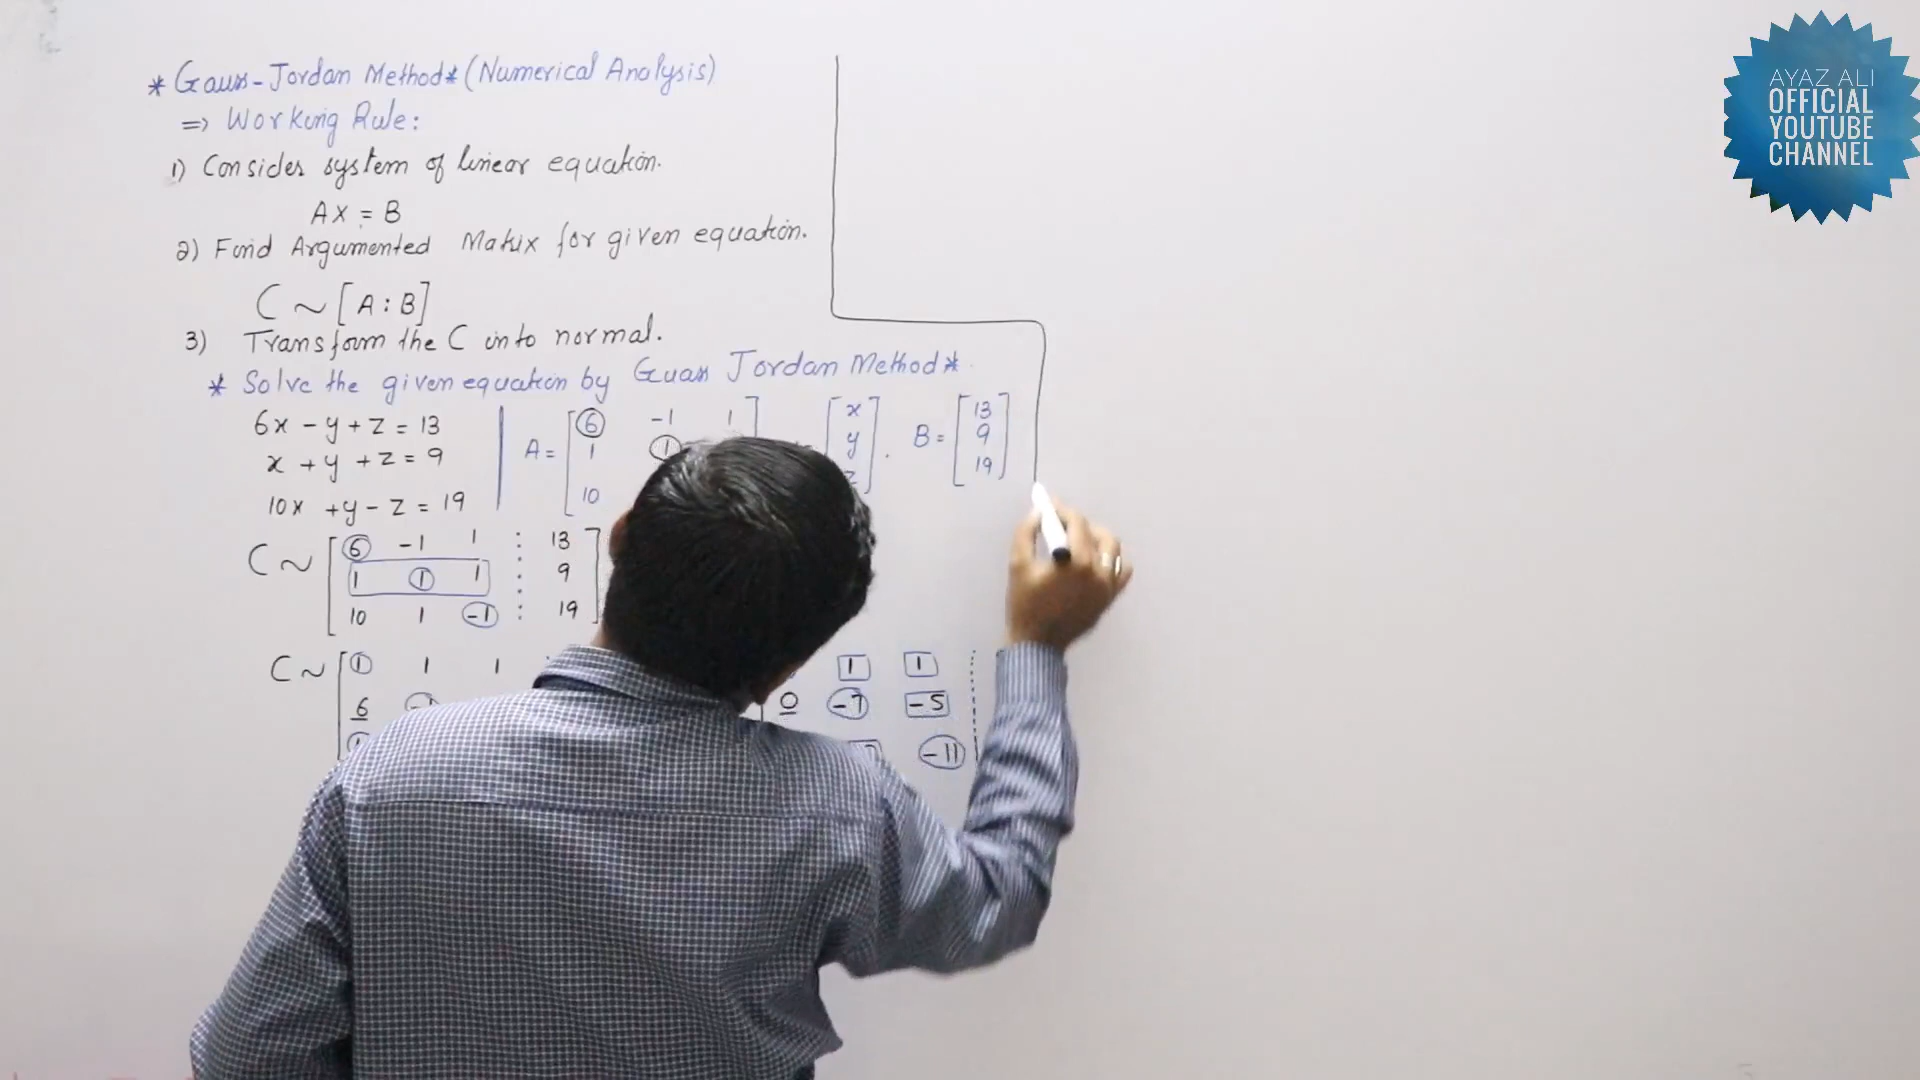 * Gauss-Jordan Method * (Numerical Analysis)
=> Working Rule:
1) Consider system of linear equation.
AX = B
2) Find Argumented Matrix for given equation.
C ~ [A : B]
3) Transform the C into normal.
* Solve the given equation by Guass Jordan Method *
6x - y + z = 13
x + y + z = 9
10x + y - z = 19
A = [ 6 -1 1
1 1
10
x
y
z ] . B = [ 13
9
19 ]
C ~ [ 6 -1 1 : 13
1 1 1 : 9
10 1 -1 : 19 ]
C ~ [ 1 1 1
6 -1
1 1
0 -7 -5
-11
AYAZ ALI
OFFICIAL
YOUTUBE
CHANNEL